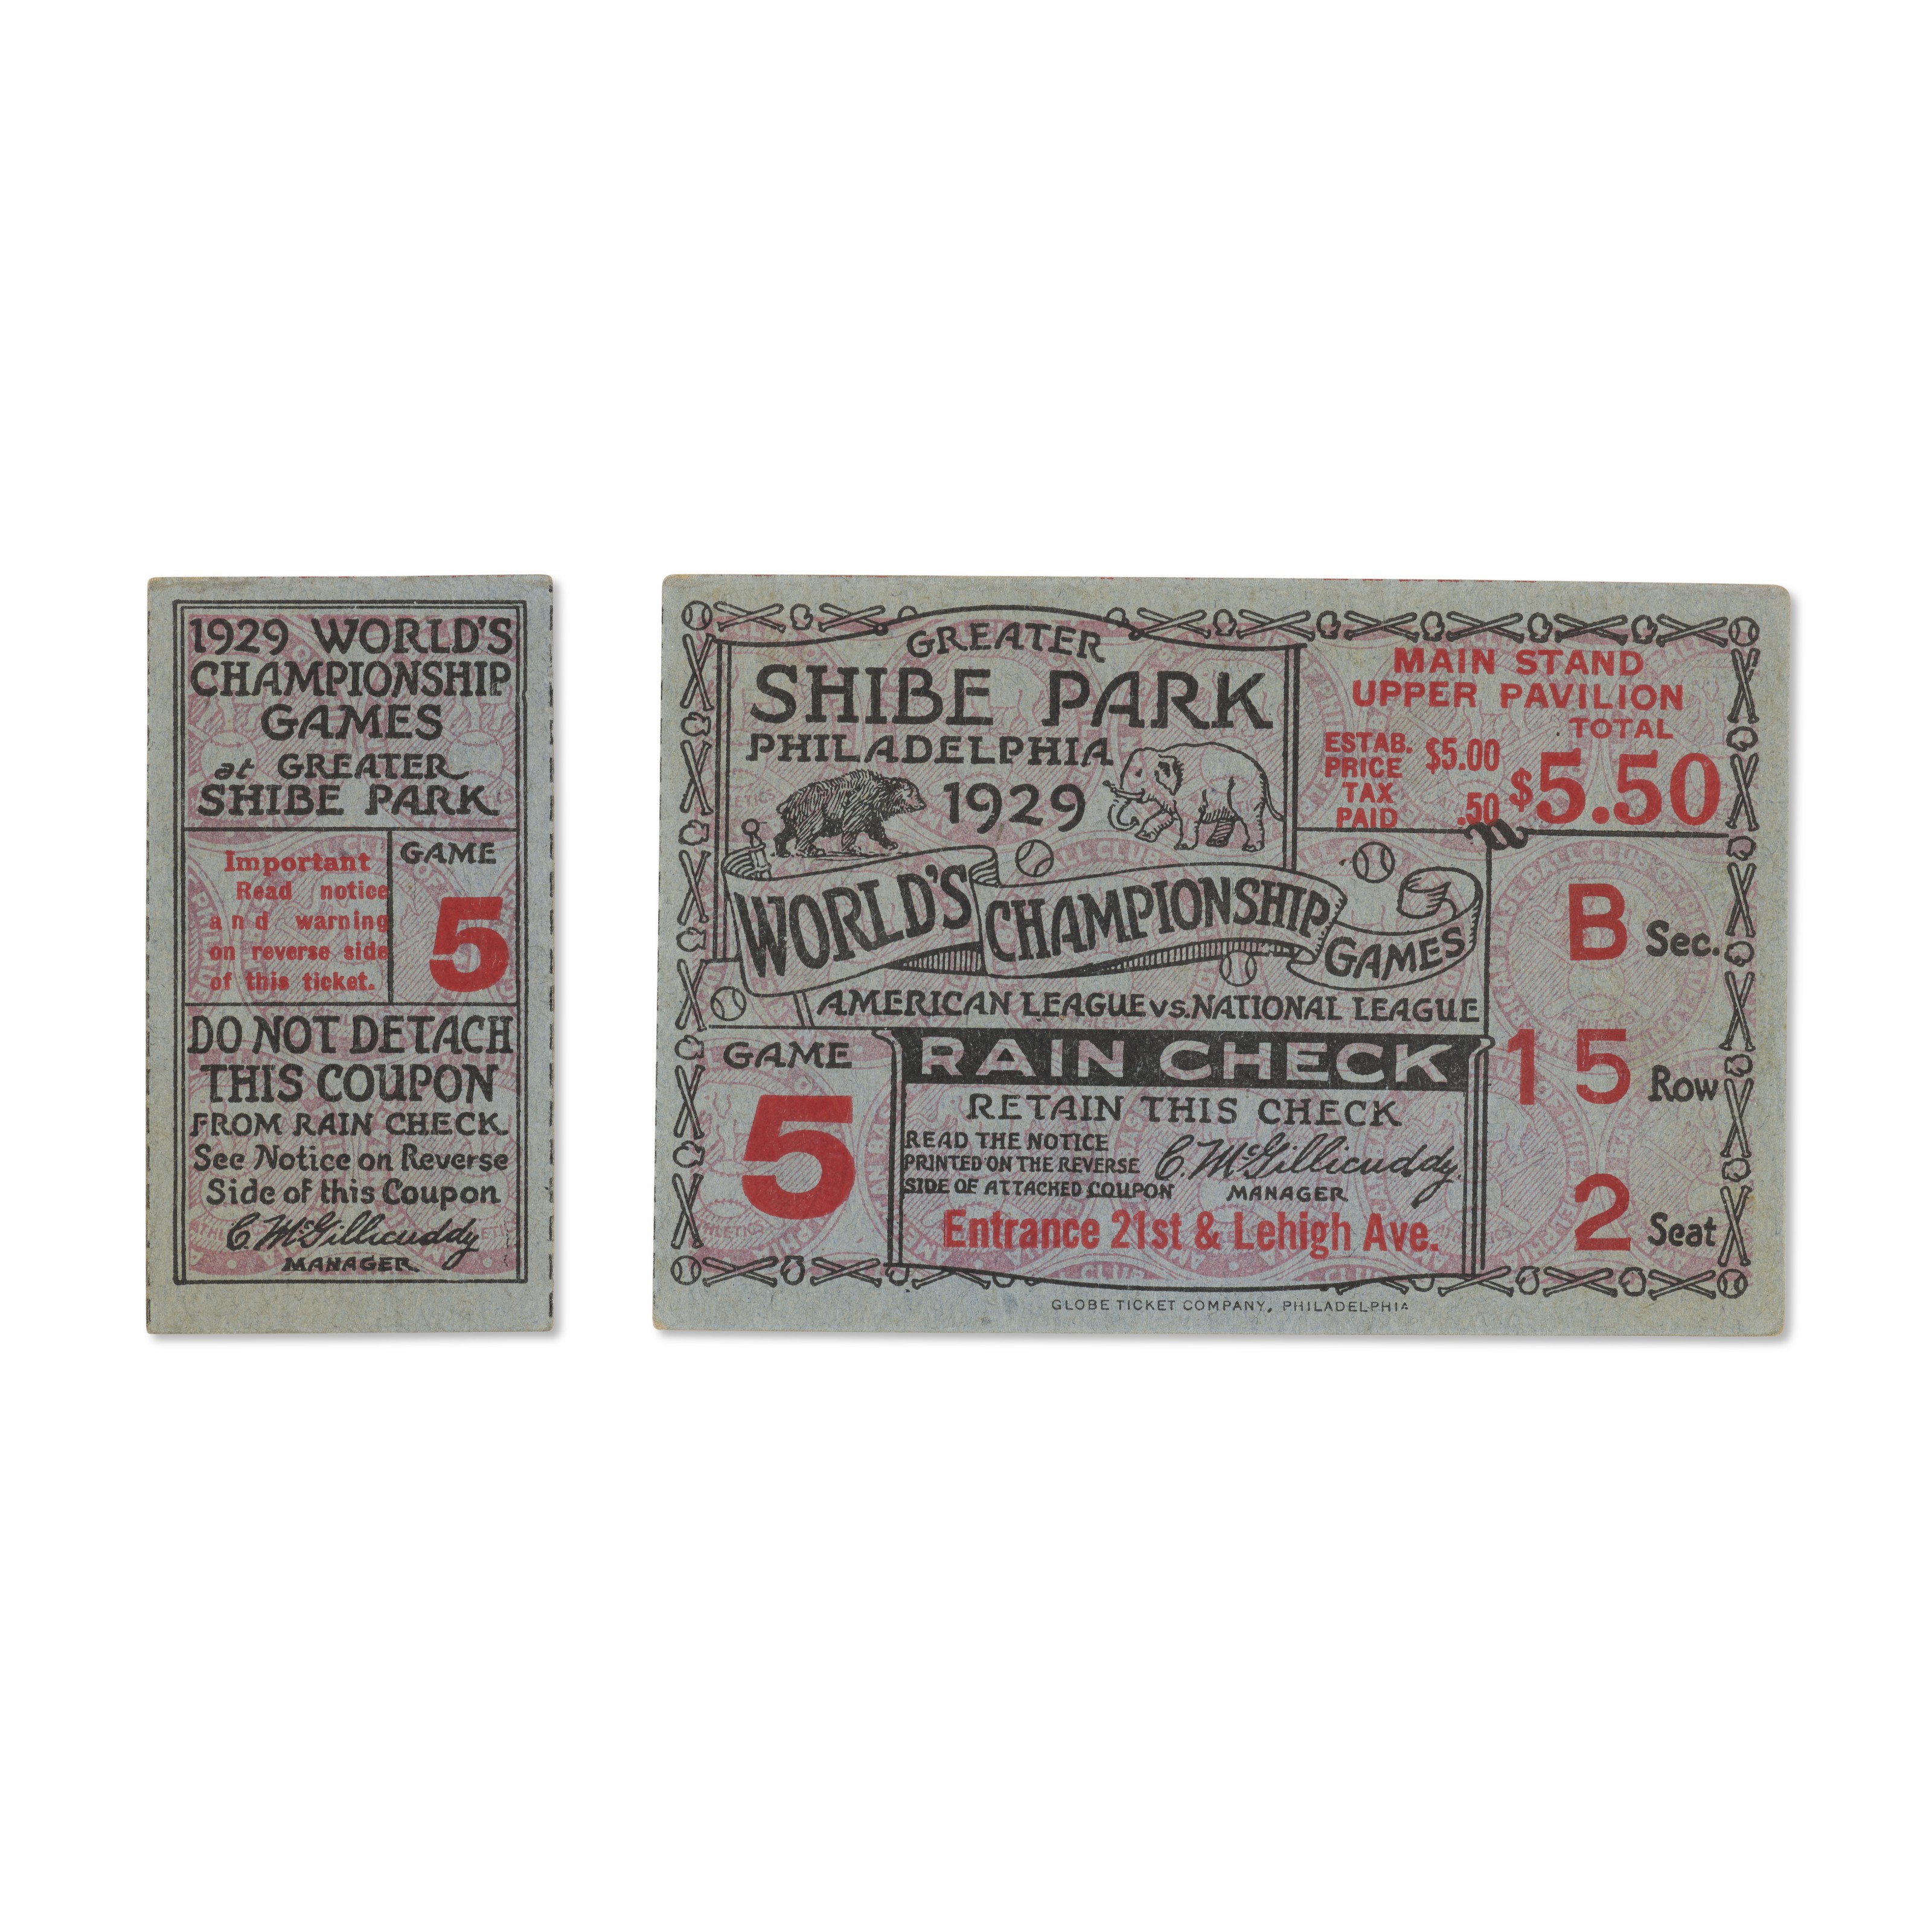 1929 WORLD'S
CHAMPIONSHIP
GAMES
at GREATER
SHIBE PARK
Important
Read notice
and warning
on reverse side
of this ticket.
GAME
5
DO NOT DETACH
THIS COUPON
FROM RAIN CHECK
See Notice on Reverse
Side of this Coupon
C. McGillicuddy
MANAGER.
GREATER
SHIBE PARK
PHILADELPHIA
1929
WORLD'S CHAMPIONSHIP GAMES
AMERICAN LEAGUE VS. NATIONAL LEAGUE
MAIN STAND
UPPER PAVILION
TOTAL
ESTAB. PRICE $5.00
TAX PAID .50
$5.50
B Sec.
15 Row
2 Seat
GAME
5
RAIN CHECK
RETAIN THIS CHECK
READ THE NOTICE
PRINTED ON THE REVERSE
SIDE OF ATTACHED COUPON
C. McGillicuddy.
MANAGER
Entrance 21st & Lehigh Ave.
GLOBE TICKET COMPANY, PHILADELPHIA